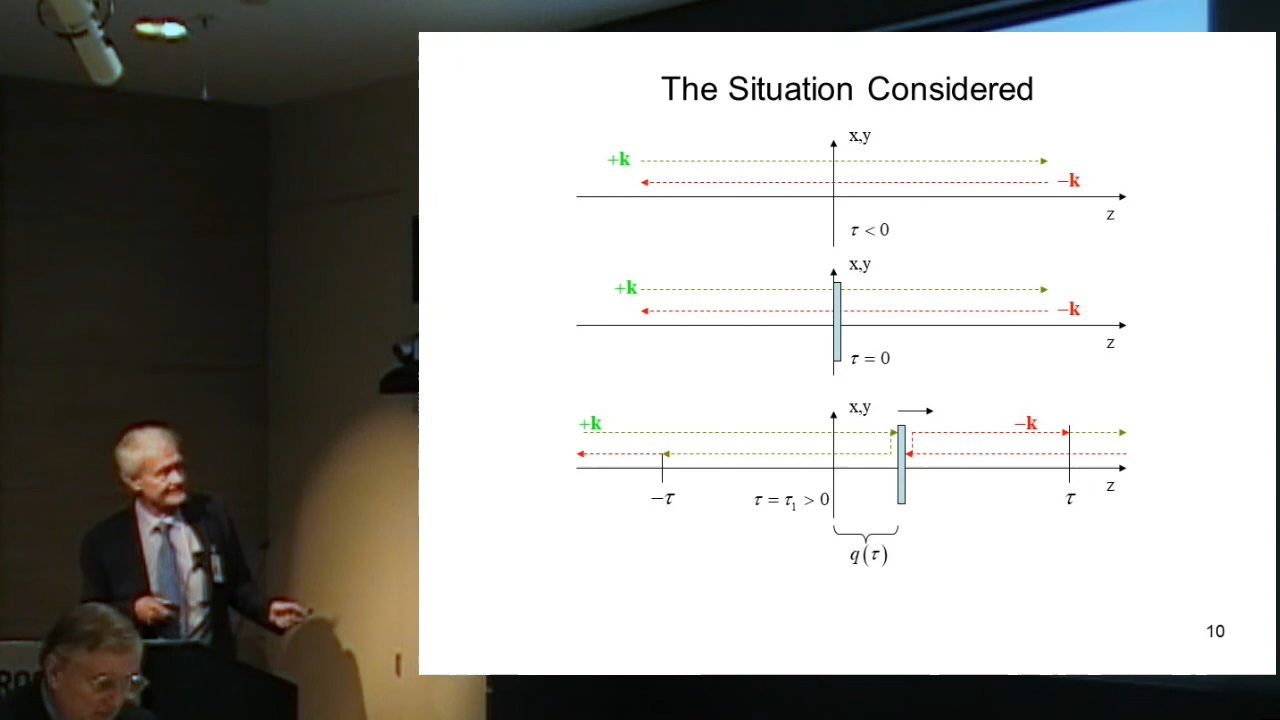 The Situation Considered
x,y
+k
−k
z
τ < 0
x,y
+k
−k
z
τ = 0
x,y
+k
−k
z
−τ
τ = τ₁ > 0
τ
q(τ)
10